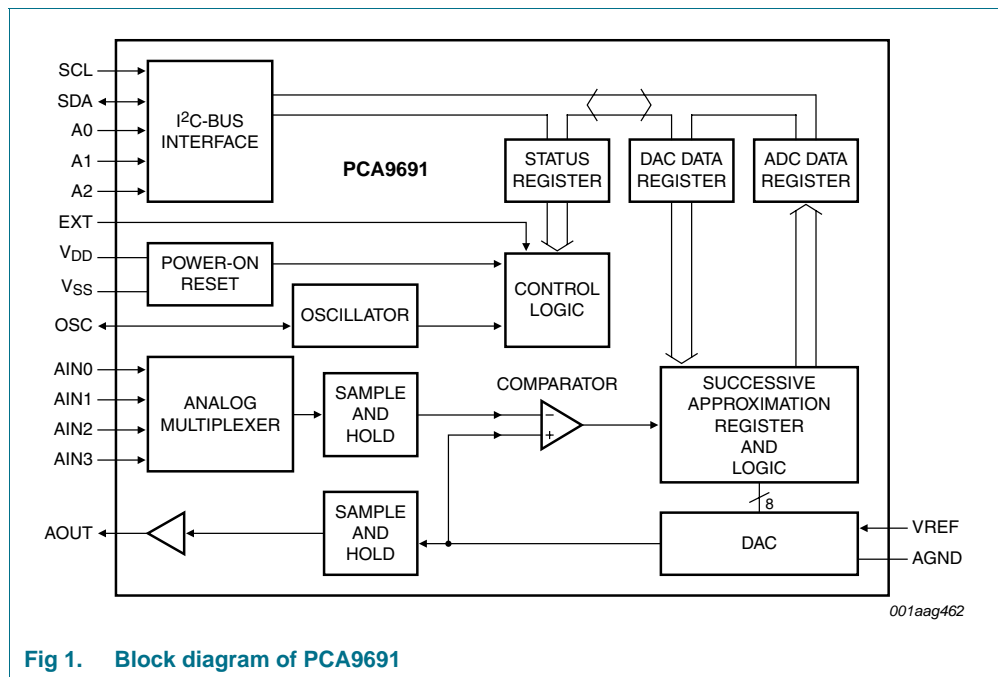 SCL
SDA
A0
A1
A2
EXT
VDD
VSS
OSC
AIN0
AIN1
AIN2
AIN3
AOUT
I²C-BUS
INTERFACE
PCA9691
STATUS
REGISTER
DAC DATA
REGISTER
ADC DATA
REGISTER
POWER-ON
RESET
OSCILLATOR
CONTROL
LOGIC
ANALOG
MULTIPLEXER
SAMPLE
AND
HOLD
COMPARATOR
−
+
SUCCESSIVE
APPROXIMATION
REGISTER
AND
LOGIC
8
SAMPLE
AND
HOLD
DAC
VREF
AGND
001aag462
Fig 1. Block diagram of PCA9691